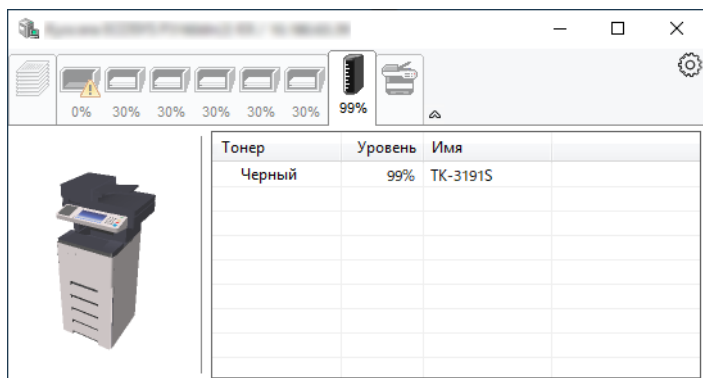 0% 30% 30% 30% 30% 30% 99%
Тонер Уровень Имя
Черный 99% TK-3191S